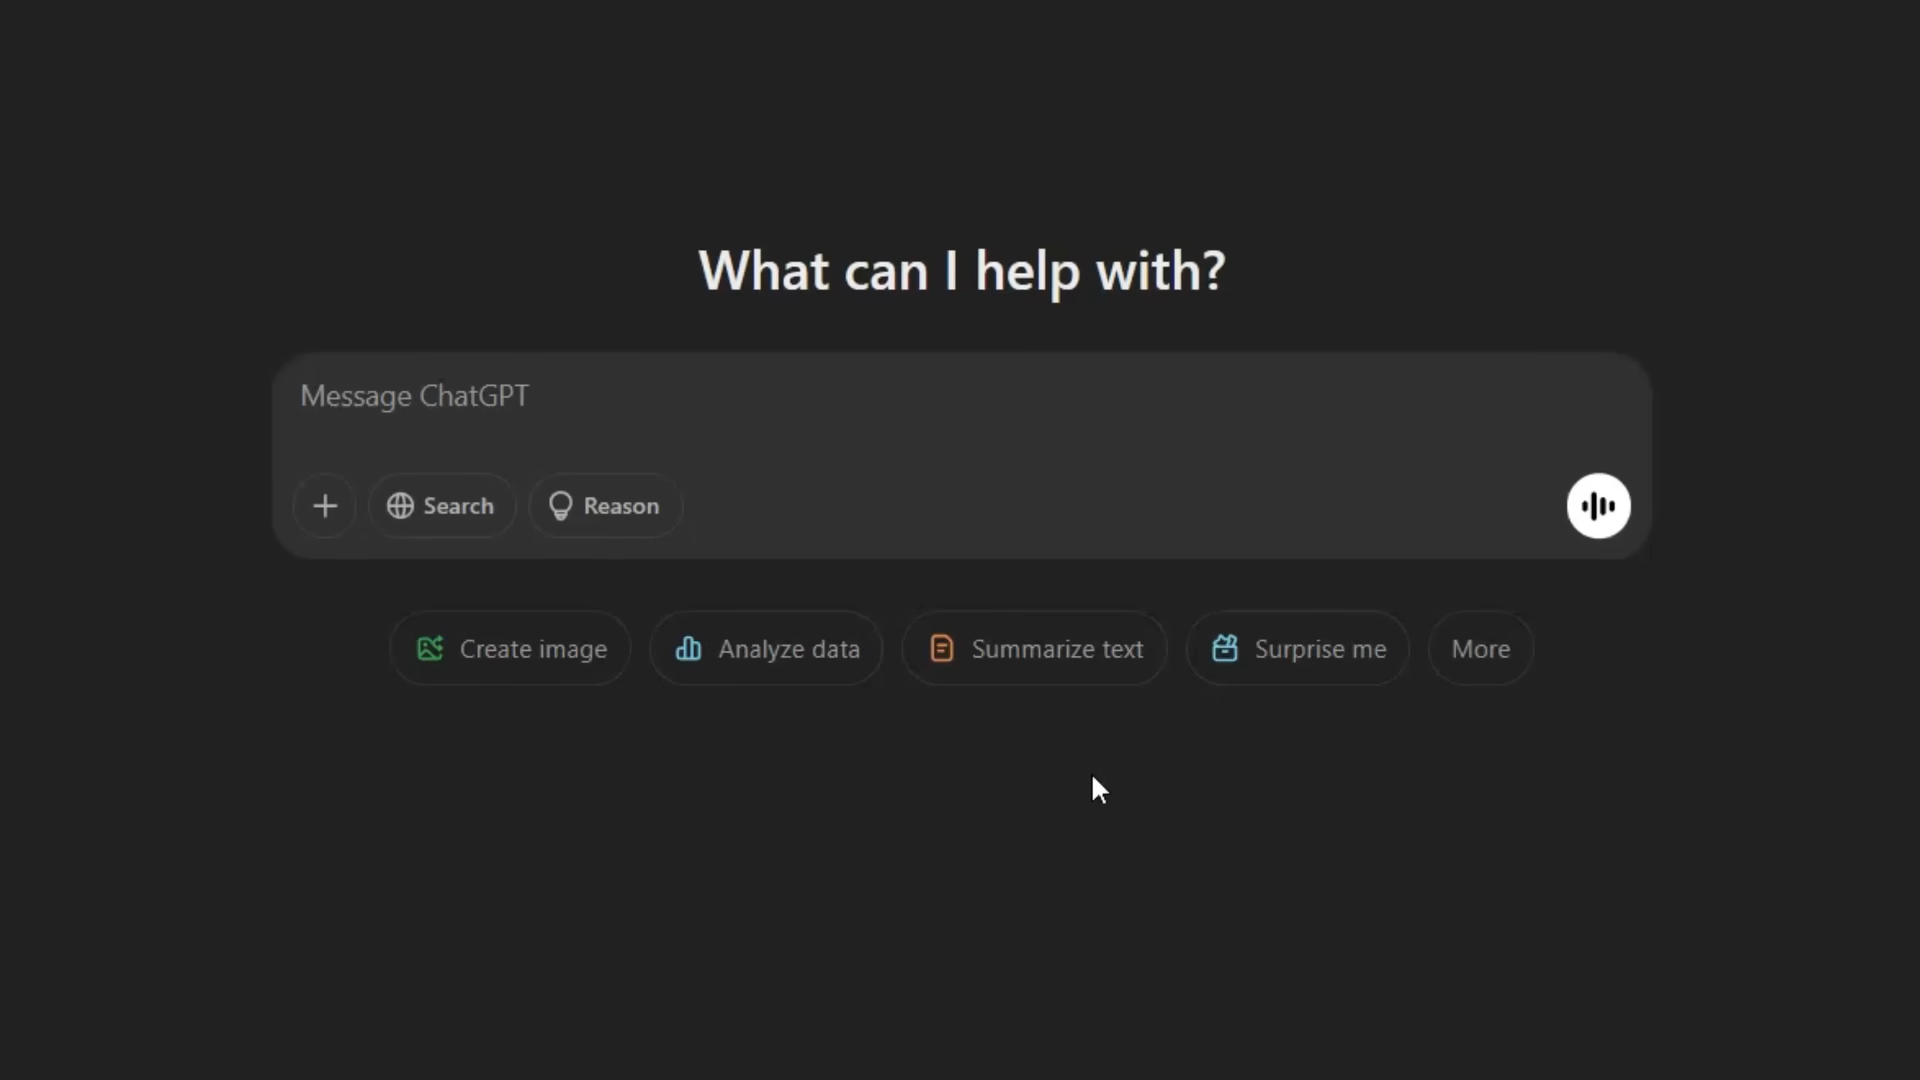 What can I help with?
Message ChatGPT
Search Reason
Create image Analyze data Summarize text Surprise me More